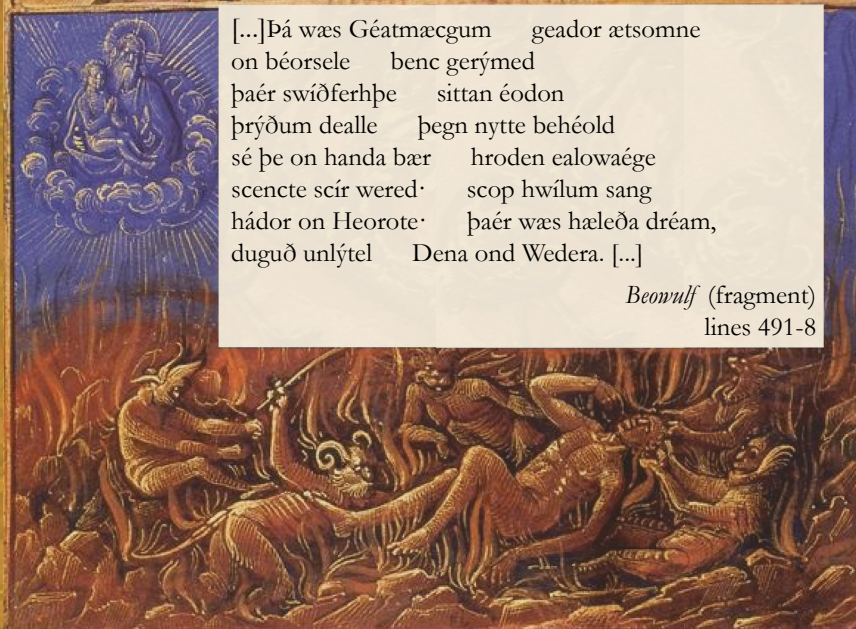 [...]Þá wæs Géatmæcgum geador ætsomne
on béorsele benc gerýmed
þaér swíðferhþe sittan éodon
þrýðum dealle þegn nytte behéold
sé þe on handa bær hroden ealowaége
scencte scír wered· scop hwílum sang
hádor on Heorote· þaér wæs hæleða dréam,
duguð unlýtel Dena ond Wedera. [...]
Beowulf (fragment)
lines 491-8